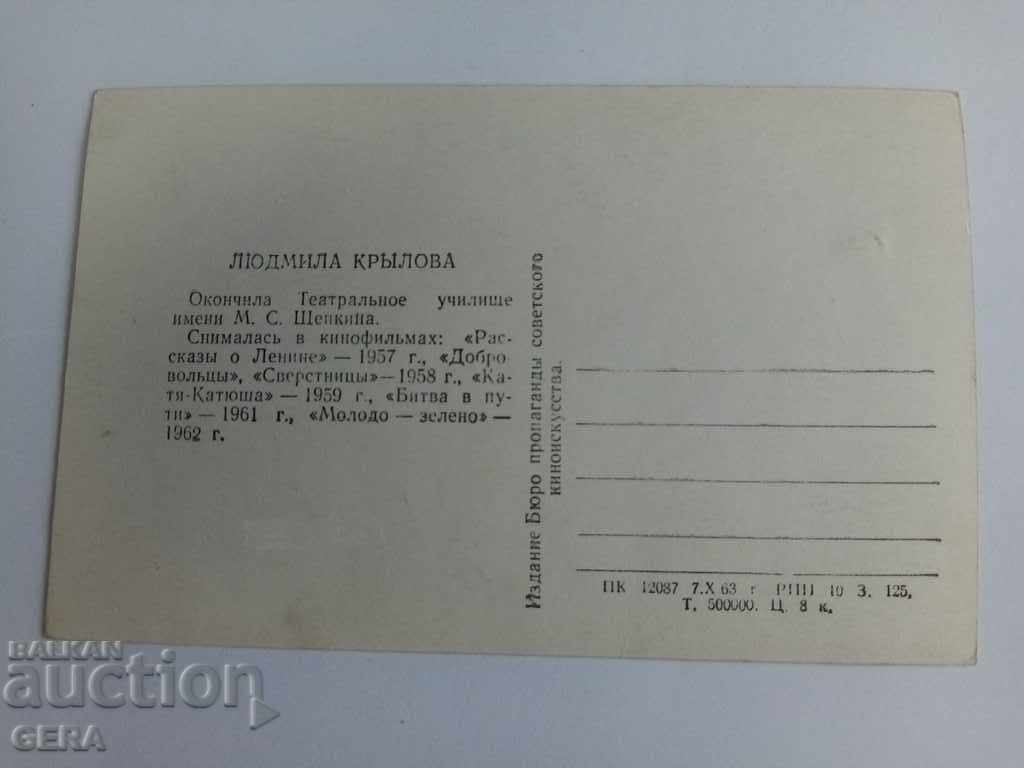 ЛЮДМИЛА КРЫЛОВА
Окончила Театральное училище
имени М. С. Щепкина.
Снималась в кинофильмах: «Рас-
сказы о Ленине» — 1957 г., «Добро
вольцы», «Сверстницы» — 1958 г., «Ка-
тя-Катюша» — 1959 г., «Битва в пу-
ти» — 1961 г., «Молодо — зелено» —
1962 г.
Издание Бюро пропаганды советского
киноискусства.
ПК 12087 7.X 63 г РПП 10 З. 125,
Т. 500000. Ц. 8 к.
BALKAN
auction
GERA